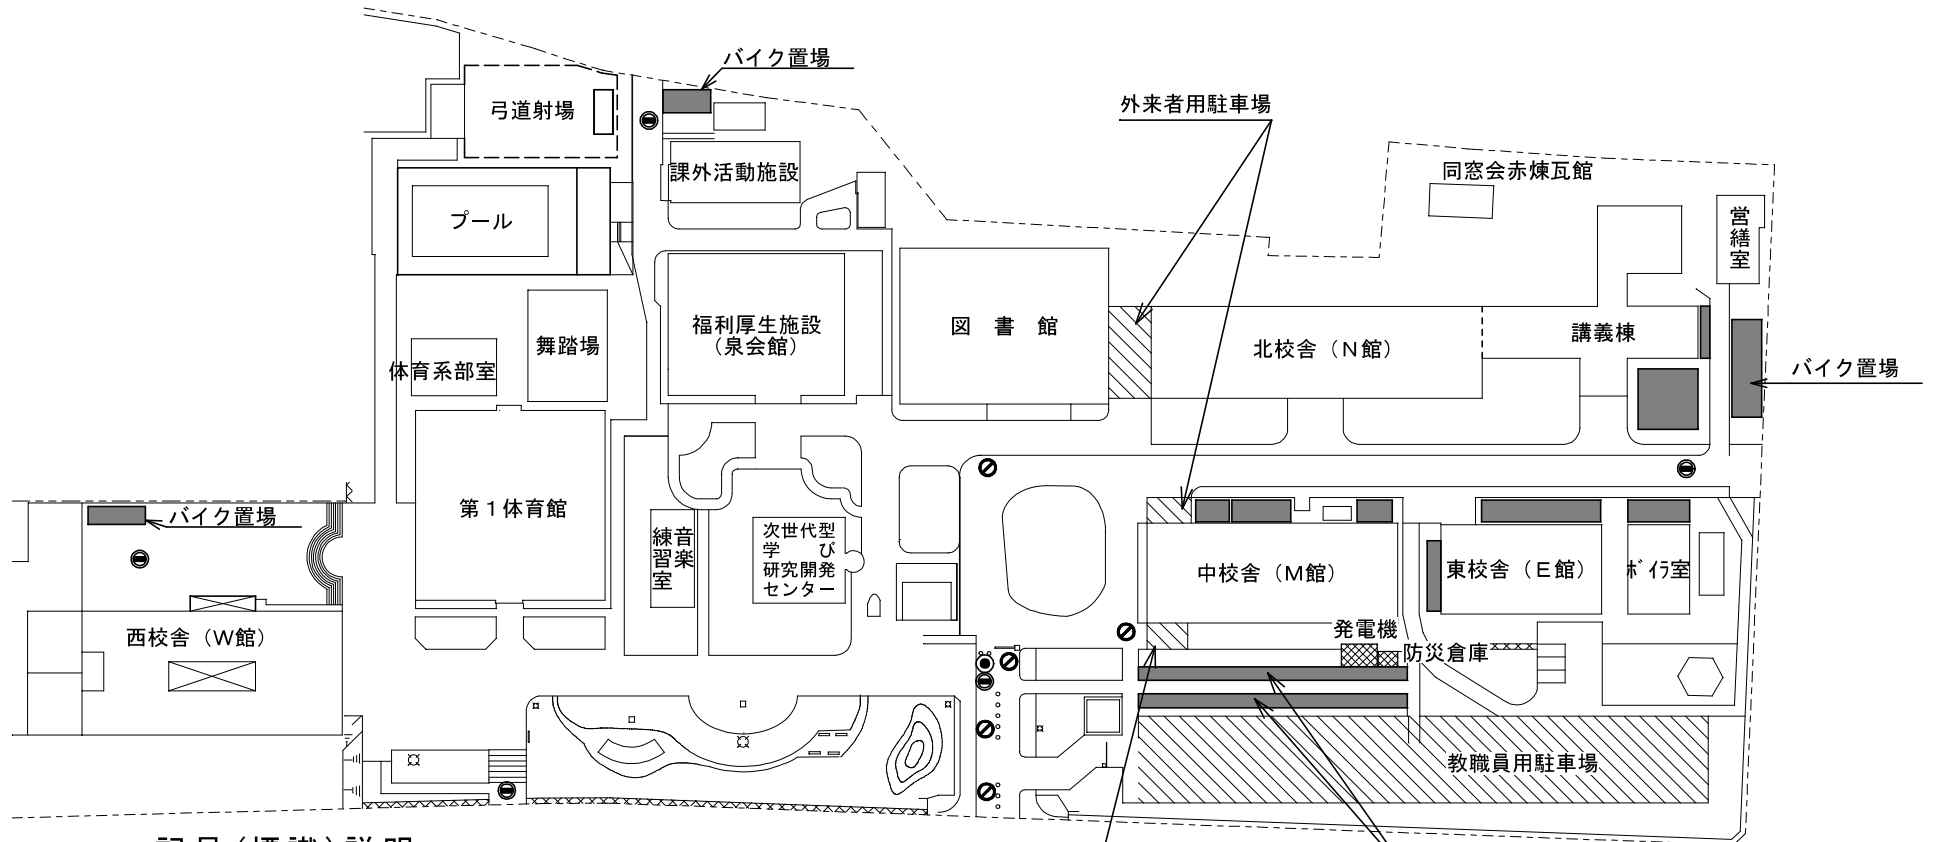 バイク置場
弓道射場
外来者用駐車場
課外活動施設
同窓会赤煉瓦館
プール
営繕室
福利厚生施設
（泉会館）
図 書 館
舞踏場
北校舎（Ｎ館）
講義棟
体育系部室
バイク置場
第１体育館
バイク置場
音楽
練習室
次世代型
学 び
研究開発
センター
中校舎（Ｍ館）
東校舎（Ｅ館）
ﾎﾞｲﾗ室
西校舎（Ｗ館）
発電機
防災倉庫
教職員用駐車場